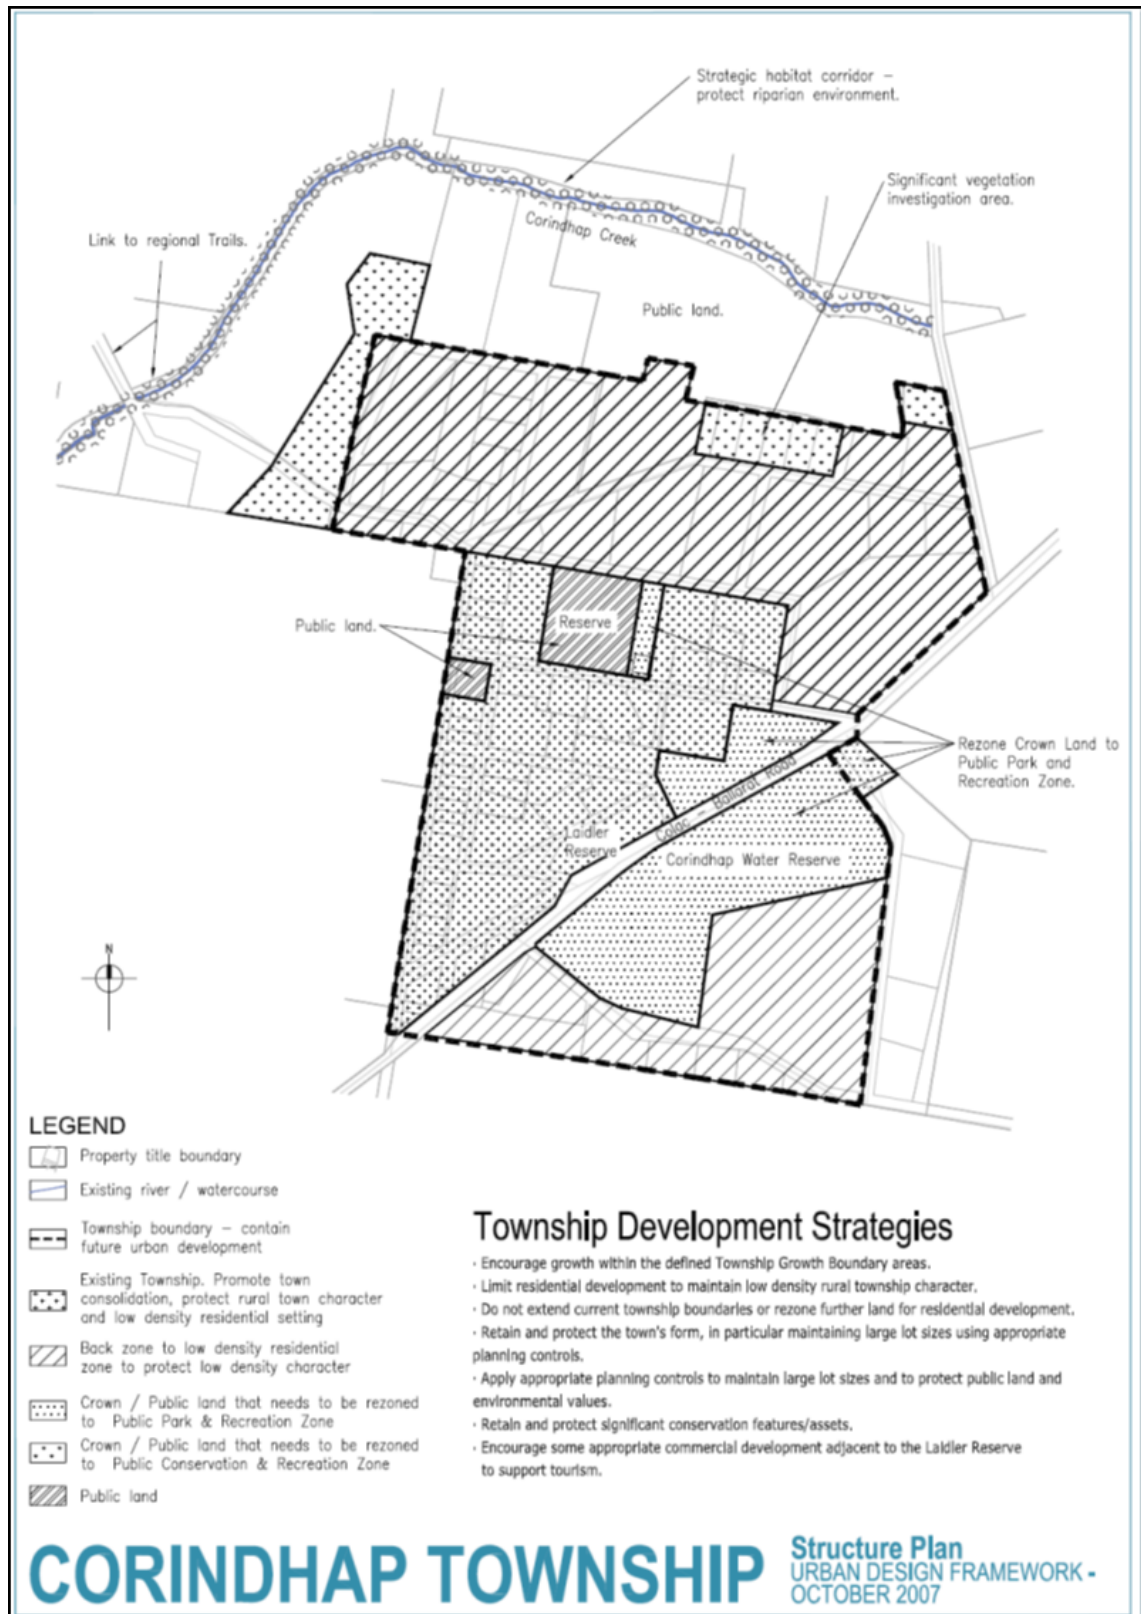 Strategic habitat corridor –
protect riparian environment.
Significant vegetation
investigation area.
Corindhap Creek
Link to regional Trails.
Public land.
Reserve
Public land.
Rezone Crown Land to
Public Park and
Recreation Zone.
Colac – Ballarat Road
Laidler
Reserve
Corindhap Water Reserve
N
LEGEND
Property title boundary
Existing river / watercourse
Township boundary – contain
future urban development
Existing Township. Promote town
consolidation, protect rural town character
and low density residential setting
Back zone to low density residential
zone to protect low density character
Crown / Public land that needs to be rezoned
to Public Park & Recreation Zone
Crown / Public land that needs to be rezoned
to Public Conservation & Recreation Zone
Public land
Township Development Strategies
· Encourage growth within the defined Township Growth Boundary areas.
· Limit residential development to maintain low density rural township character.
· Do not extend current township boundaries or rezone further land for residential development.
· Retain and protect the town's form, in particular maintaining large lot sizes using appropriate
planning controls.
· Apply appropriate planning controls to maintain large lot sizes and to protect public land and
environmental values.
· Retain and protect significant conservation features/assets.
· Encourage some appropriate commercial development adjacent to the Laidler Reserve
to support tourism.
CORINDHAP TOWNSHIP
Structure Plan
URBAN DESIGN FRAMEWORK -
OCTOBER 2007